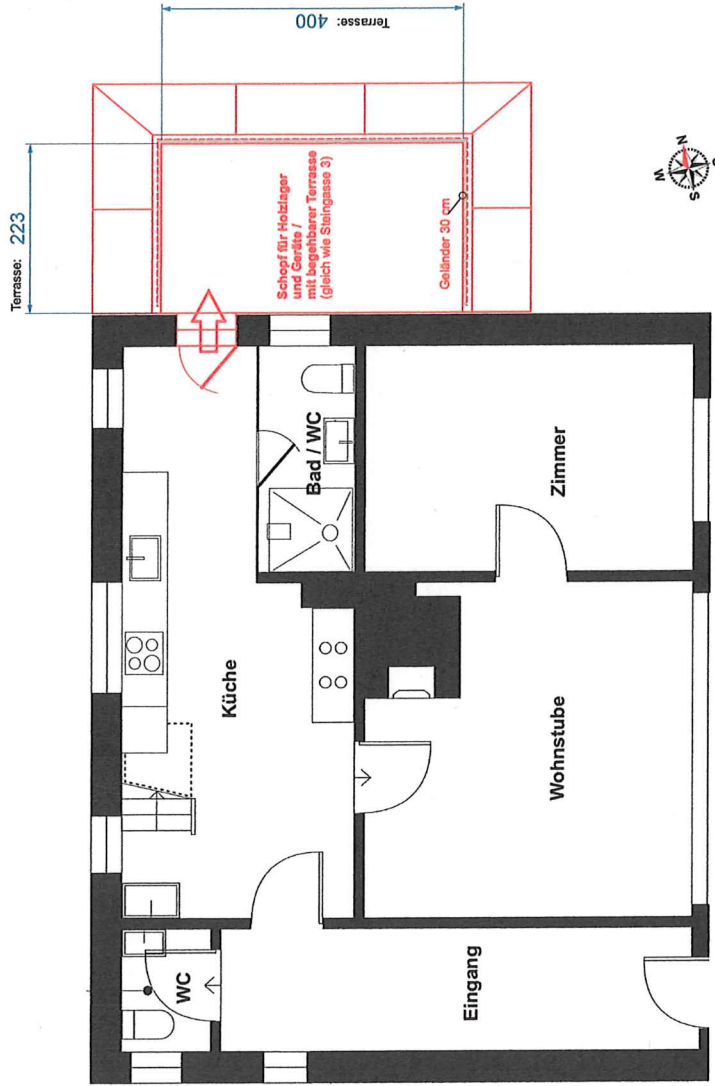 Terrasse: 223
Terrasse: 400
Schopf für Holzlager
und Geräte /
mit begehbarer Terrasse
(gleich wie Steingasse 3)
Geländer 30 cm
N
W
S
O
Küche
Bad / WC
Zimmer
Wohnstube
WC
Eingang